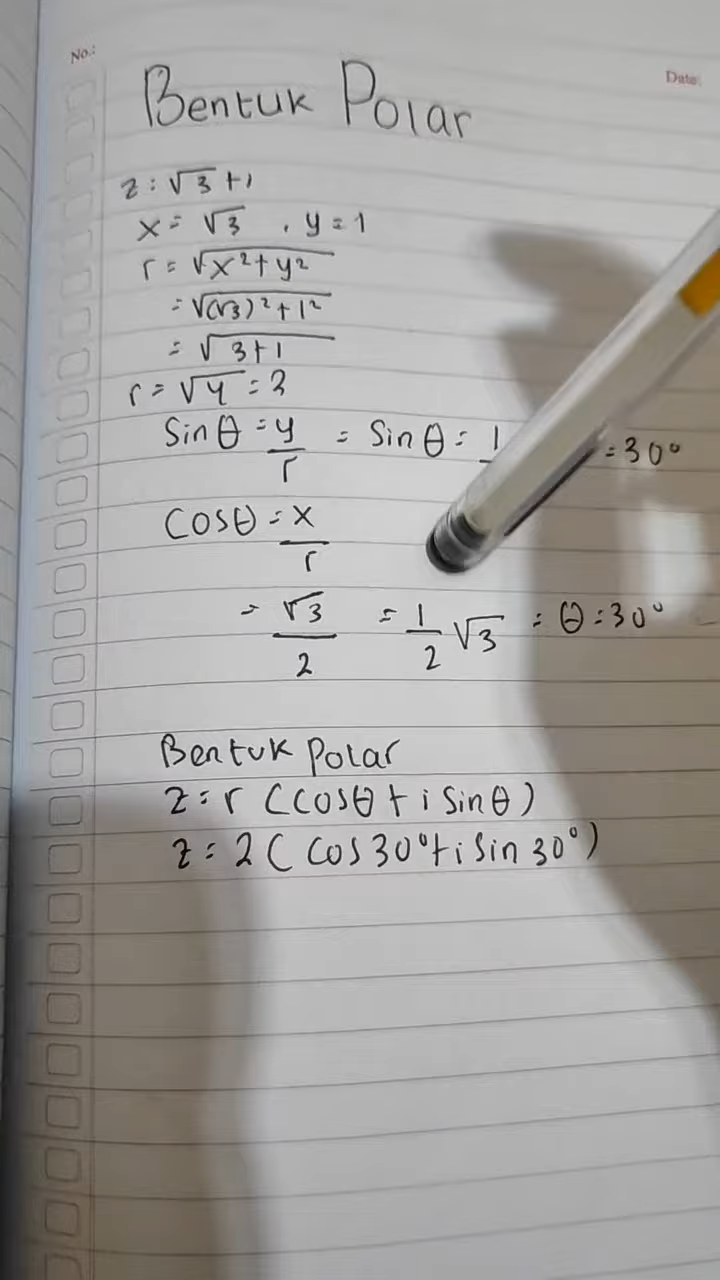 No.:
Date:
Bentuk Polar
z : √3 + 1
x = √3 , y = 1
r = √x² + y²
= √(√3)² + 1²
= √3+1
r = √4 = 2
Sin θ = y/r = Sin θ = 1 = 30°
Cos θ = x/r
= √3/2 = 1/2 √3 = θ = 30°
Bentuk Polar
z = r (cos θ + i sin θ)
z = 2 ( cos 30° + i sin 30°)